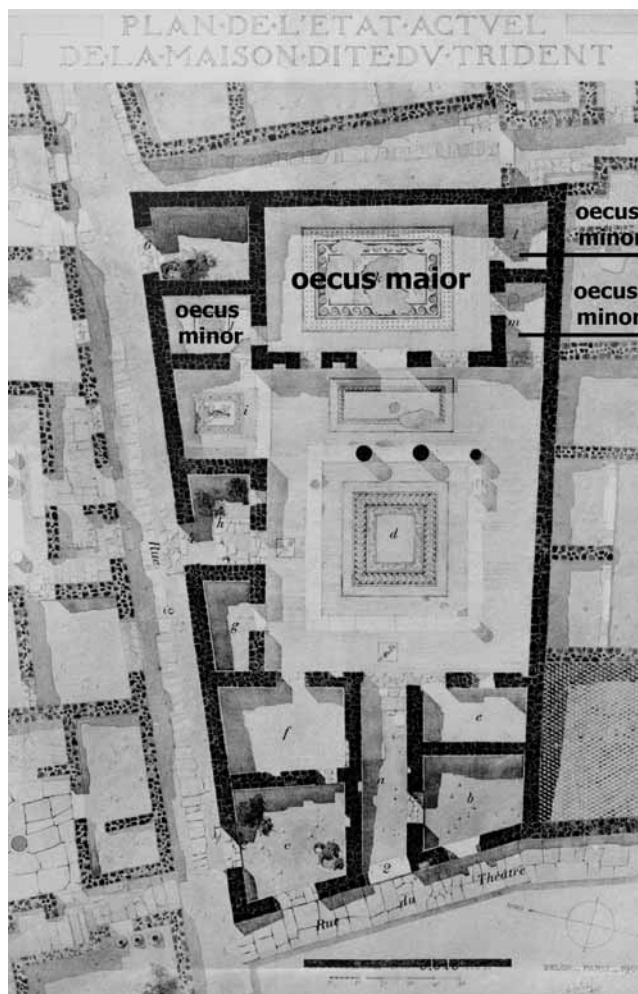 PLAN·DE·L'ETAT·ACTVEL
DE·LA·MAISON·DITE·DV·TRIDENT
oecus
minor
l
oecus maior
oecus
minor
m
oecus
minor
i
d
h
Rue
g
f
e
a
b
c
2
Rue du Théâtre